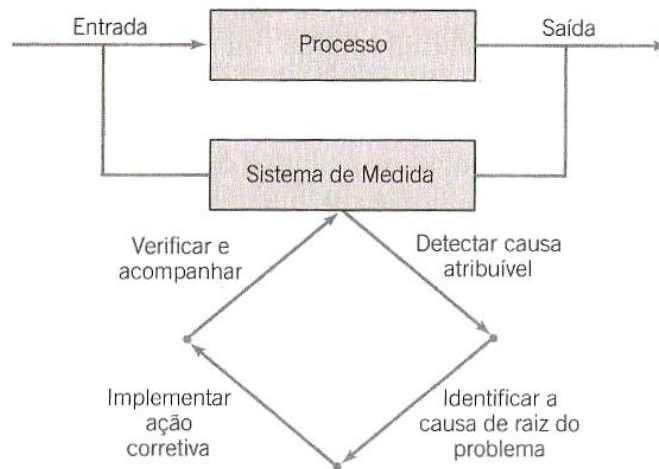 Entrada
Processo
Saída
Sistema de Medida
Verificar e
acompanhar
Detectar causa
atribuível
Implementar
ação
corretiva
Identificar a
causa de raiz do
problema